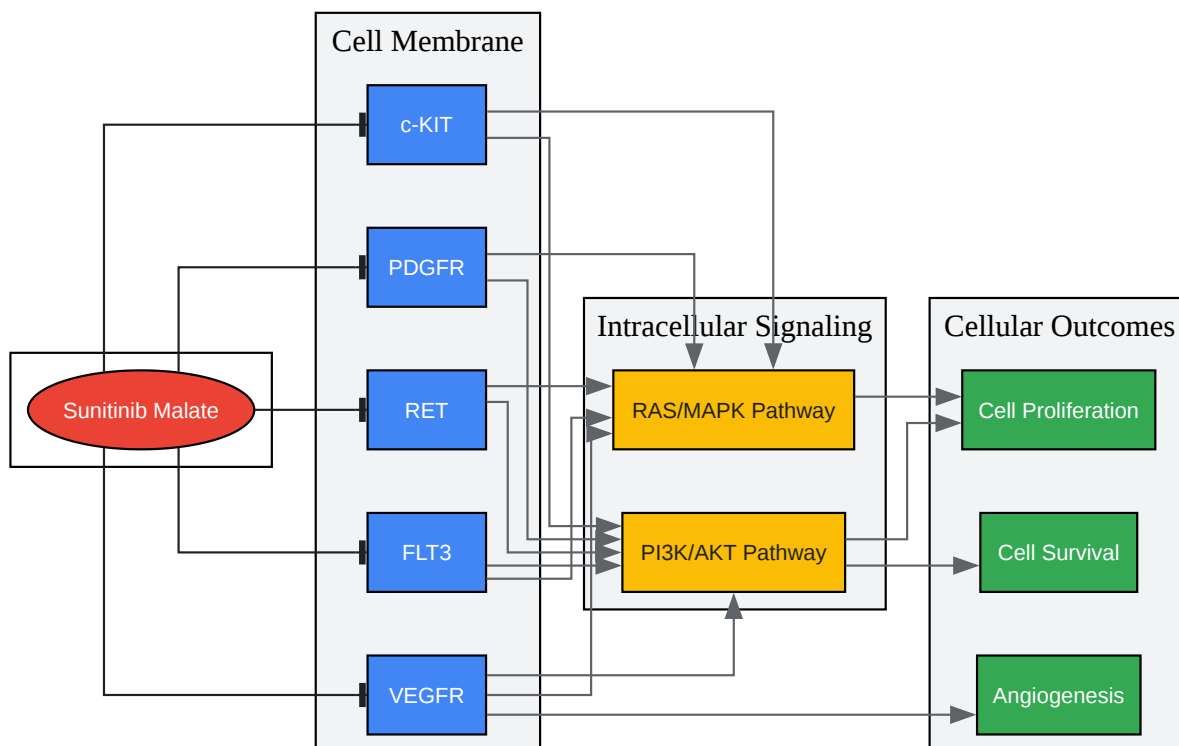 Cell Membrane
c-KIT
PDGFR
Intracellular Signaling
Cellular Outcomes
Sunitinib Malate
RET
RAS/MAPK Pathway
Cell Proliferation
FLT3
PI3K/AKT Pathway
Cell Survival
VEGFR
Angiogenesis